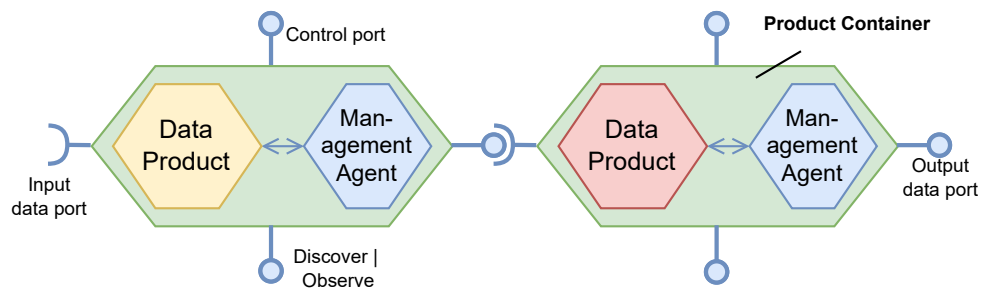 Control port
Product Container
Data
Product
Man-
agement
Agent
Data
Product
Man-
agement
Agent
Input
data port
Output
data port
Discover |
Observe